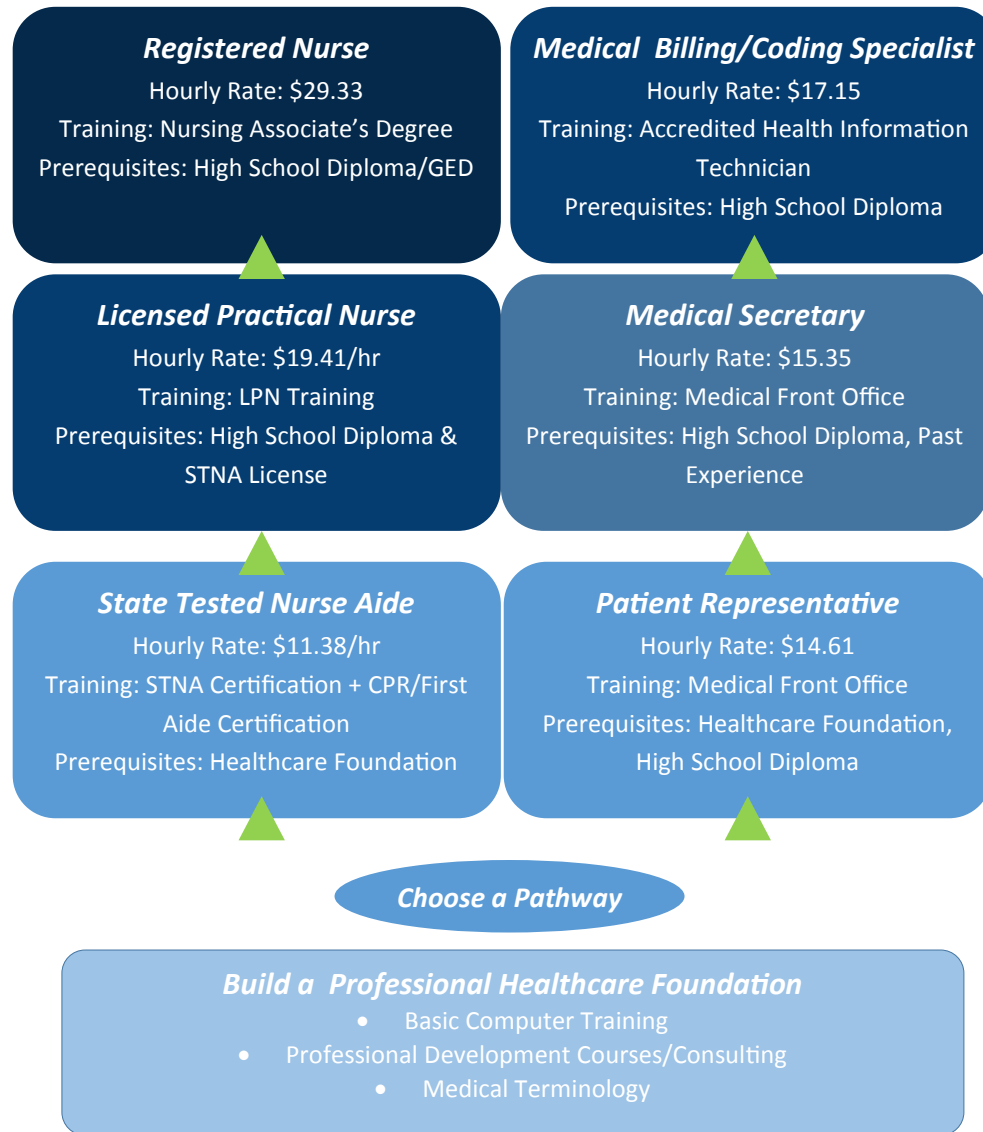 Registered Nurse
Hourly Rate: $29.33
Training: Nursing Associate's Degree
Prerequisites: High School Diploma/GED
Medical Billing/Coding Specialist
Hourly Rate: $17.15
Training: Accredited Health Information
Technician
Prerequisites: High School Diploma
Licensed Practical Nurse
Hourly Rate: $19.41/hr
Training: LPN Training
Prerequisites: High School Diploma &
STNA License
Medical Secretary
Hourly Rate: $15.35
Training: Medical Front Office
Prerequisites: High School Diploma, Past
Experience
State Tested Nurse Aide
Hourly Rate: $11.38/hr
Training: STNA Certification + CPR/First
Aide Certification
Prerequisites: Healthcare Foundation
Patient Representative
Hourly Rate: $14.61
Training: Medical Front Office
Prerequisites: Healthcare Foundation,
High School Diploma
Choose a Pathway
Build a Professional Healthcare Foundation
• Basic Computer Training
• Professional Development Courses/Consulting
• Medical Terminology